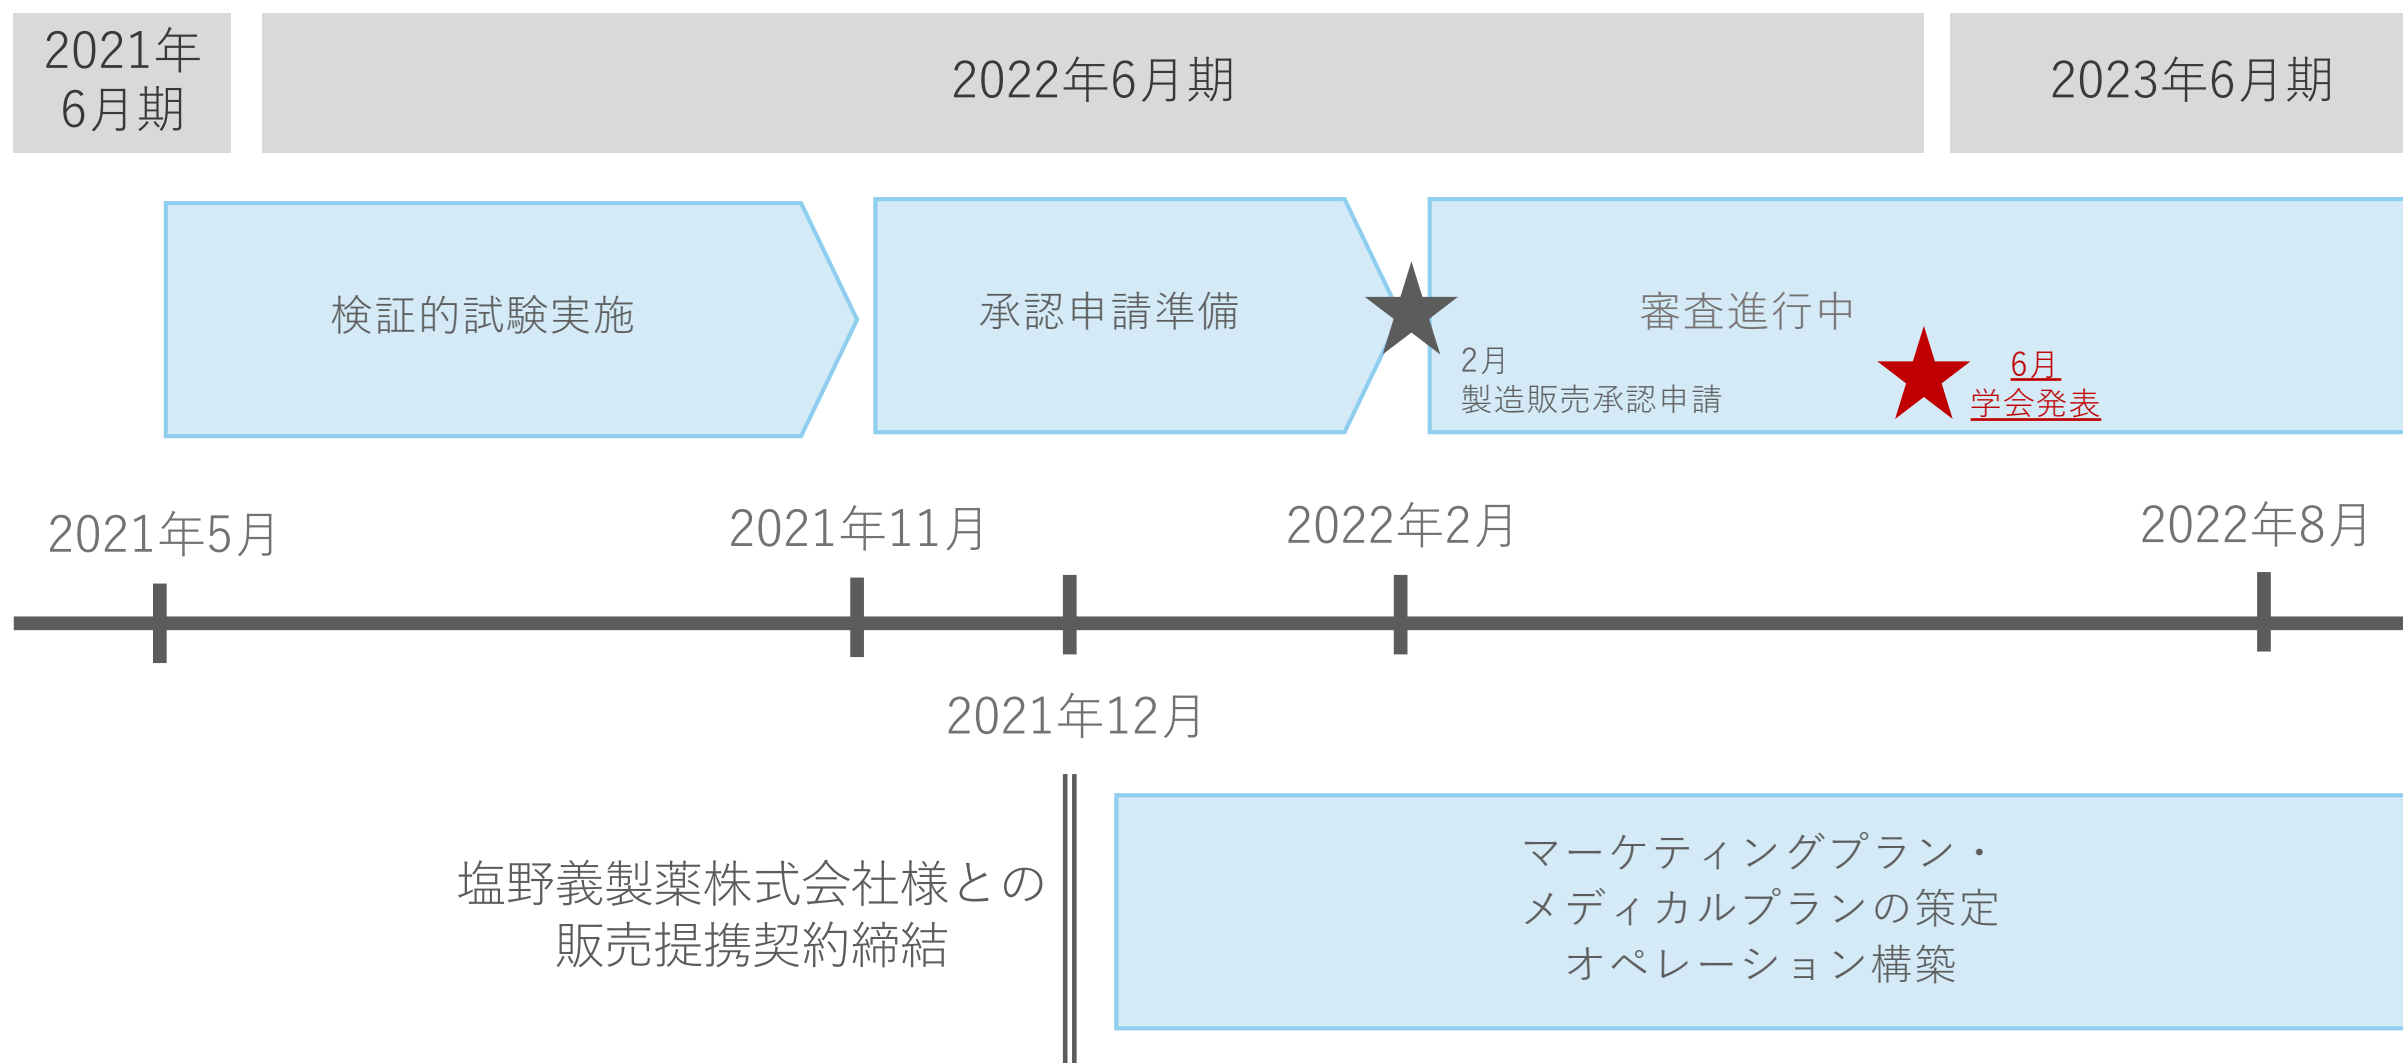 2021年
6月期
2022年6月期
2023年6月期
検証的試験実施
承認申請準備
審査進行中
2月
製造販売承認申請
6月
学会発表
2021年5月
2021年11月
2022年2月
2022年8月
2021年12月
塩野義製薬株式会社様との
販売提携契約締結
マーケティングプラン・
メディカルプランの策定
オペレーション構築